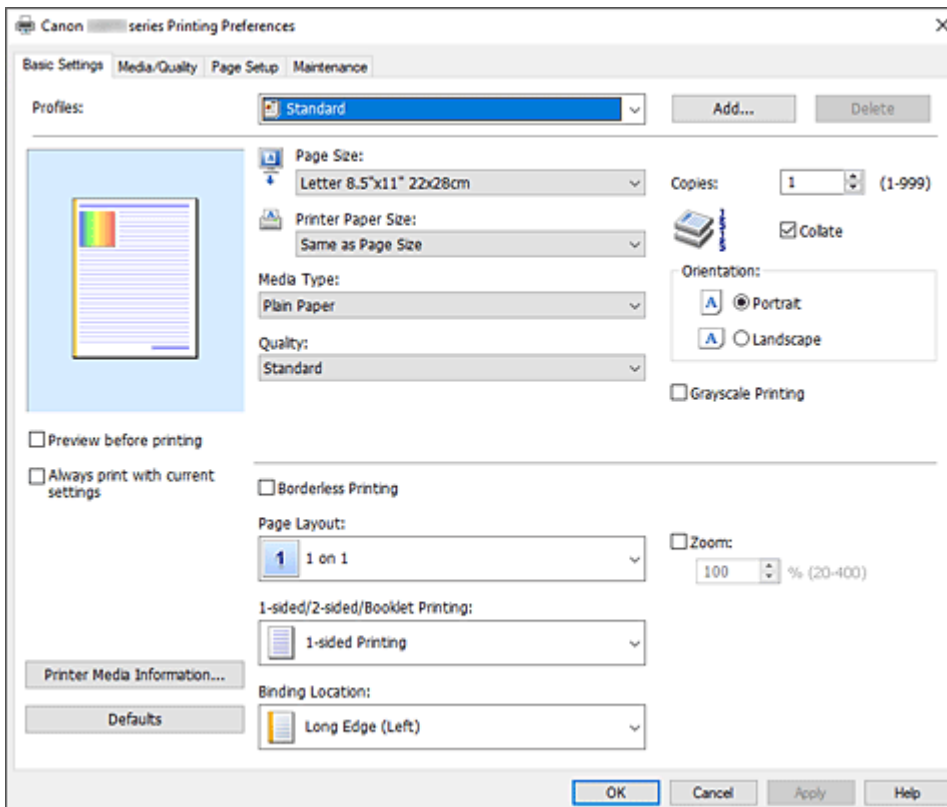 Canon series Printing Preferences
Basic Settings Media/Quality Page Setup Maintenance
Profiles: Standard Add... Delete
Page Size:
Letter 8.5"x11" 22x28cm
Copies: 1 (1-999)
Printer Paper Size:
Same as Page Size
Collate
Media Type:
Plain Paper
Orientation:
A Portrait
A Landscape
Quality:
Standard
Grayscale Printing
Preview before printing
Always print with current
settings
Borderless Printing
Page Layout:
1 1 on 1
Zoom:
100 % (20-400)
1-sided/2-sided/Booklet Printing:
1-sided Printing
Printer Media Information...
Defaults
Binding Location:
Long Edge (Left)
OK Cancel Apply Help